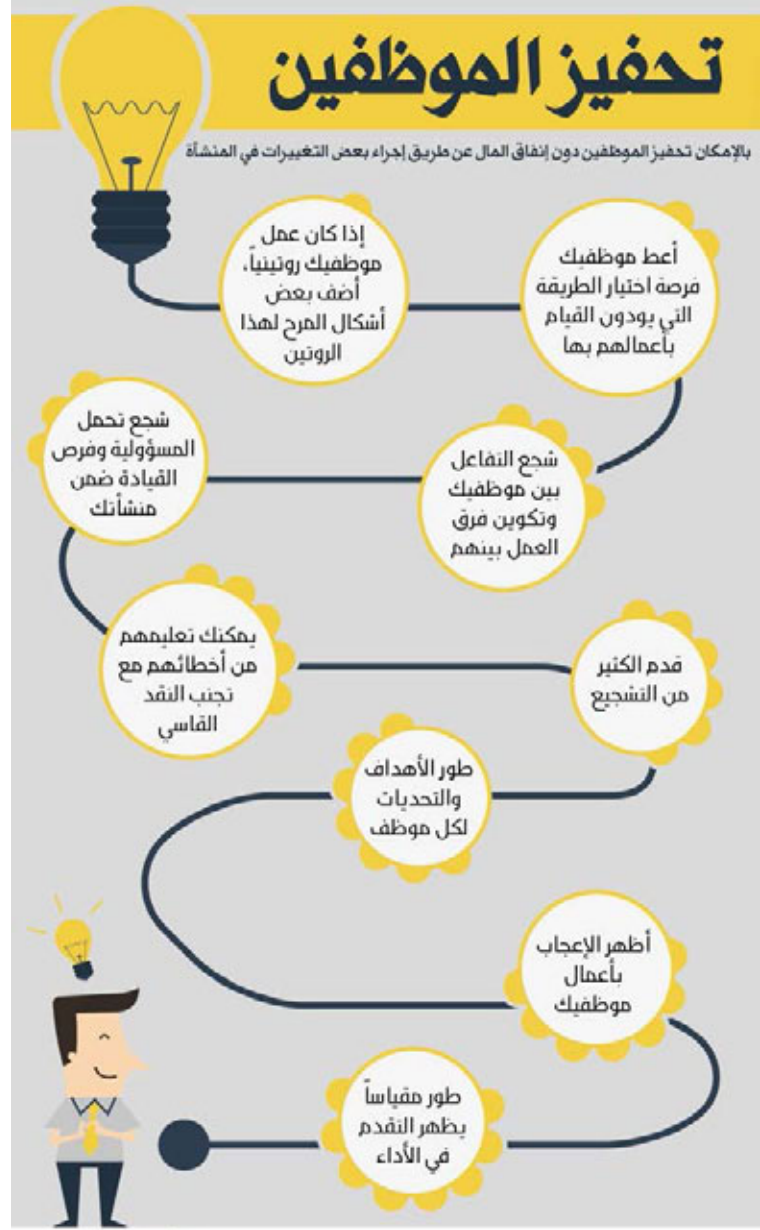 تحفيز الموظفين
بالإمكان تحفيز الموظفين دون إنفاق المال عن طريق إجراء بعض التغييرات في المنشأة
إذا كان عمل
موظفيك روتينياً،
أضف بعض
أشكال المرح لهذا
الروتين
أعط موظفيك
فرصة اختيار الطريقة
التي يودون القيام
بأعمالهم بها
شجع التفاعل
بين موظفيك
وتكوين فرق
العمل بينهم
شجع تحمل
المسؤولية وفرص
القيادة ضمن
منشأتك
يمكنك تعليمهم
من أخطائهم مع
تجنب النقد
القاسي
قدم الكثير
من التشجيع
طور الأهداف
والتحديات
لكل موظف
أظهر الإعجاب
بأعمال
موظفيك
طور مقياساً
يظهر التقدم
في الأداء